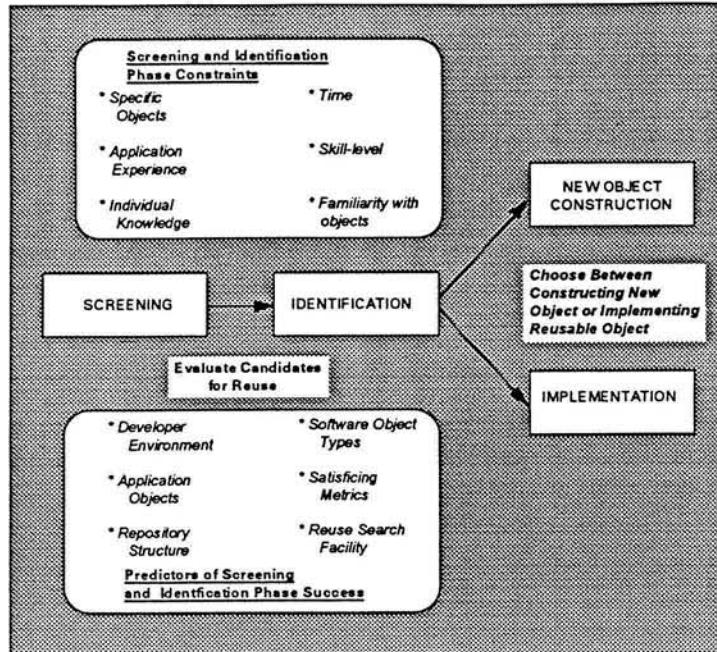 Screening and Identification
Phase Constraints
* Specific
Objects
* Time
* Application
Experience
* Skill-level
* Individual
Knowledge
* Familiarity with
objects
NEW OBJECT
CONSTRUCTION
SCREENING
IDENTIFICATION
Choose Between
Constructing New
Object or Implementing
Reusable Object
Evaluate Candidates
for Reuse
IMPLEMENTATION
* Developer
Environment
* Software Object
Types
* Application
Objects
* Satisficing
Metrics
* Repository
Structure
* Reuse Search
Facility
Predictors of Screening
and Identfication Phase Success